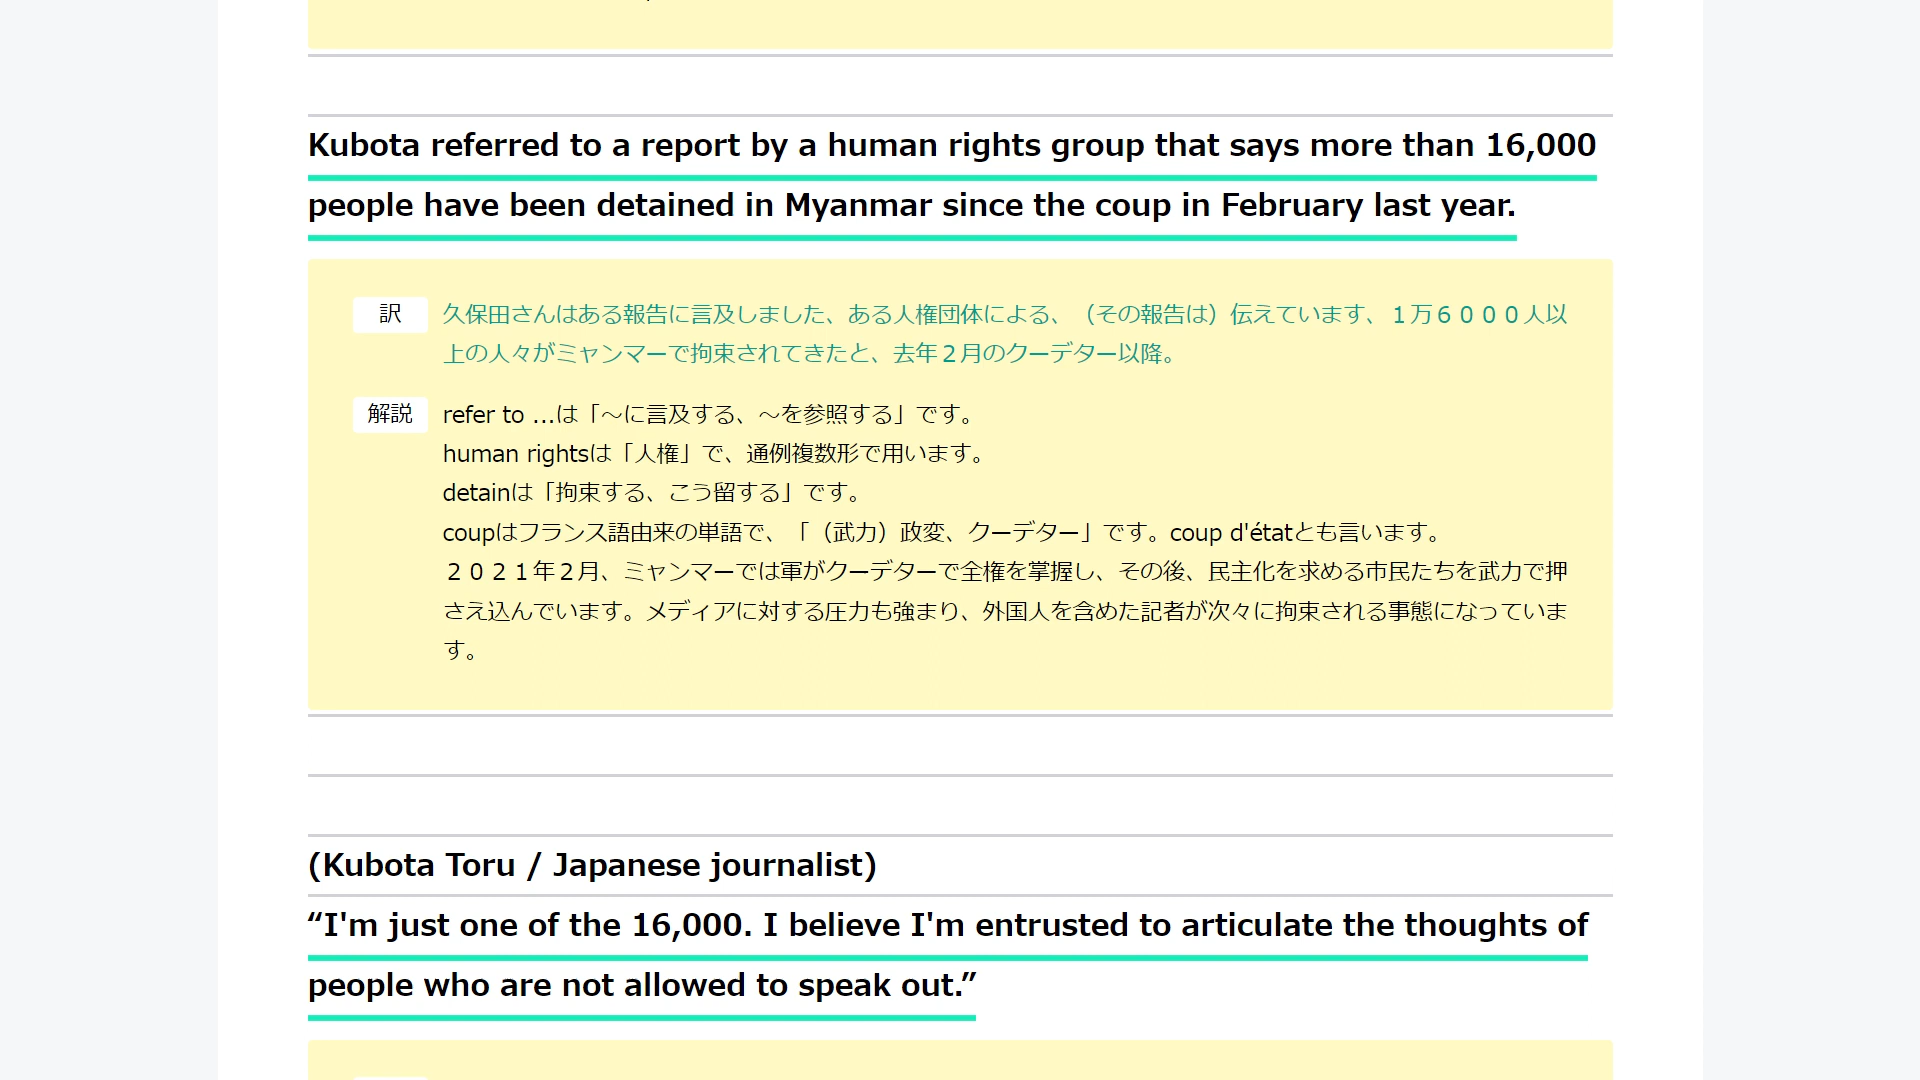 Kubota referred to a report by a human rights group that says more than 16,000
people have been detained in Myanmar since the coup in February last year.
訳
久保田さんはある報告に言及しました、ある人権団体による、（その報告は）伝えています、１万６０００人以
上の人々がミャンマーで拘束されてきたと、去年２月のクーデター以降。
解説
refer to ...は「～に言及する、～を参照する」です。
human rightsは「人権」で、通例複数形で用います。
detainは「拘束する、こう留する」です。
coupはフランス語由来の単語で、「（武力）政変、クーデター」です。coup d'étatとも言います。
２０２１年２月、ミャンマーでは軍がクーデターで全権を掌握し、その後、民主化を求める市民たちを武力で押
さえ込んでいます。メディアに対する圧力も強まり、外国人を含めた記者が次々に拘束される事態になっていま
す。
(Kubota Toru / Japanese journalist)
“I'm just one of the 16,000. I believe I'm entrusted to articulate the thoughts of
people who are not allowed to speak out.”